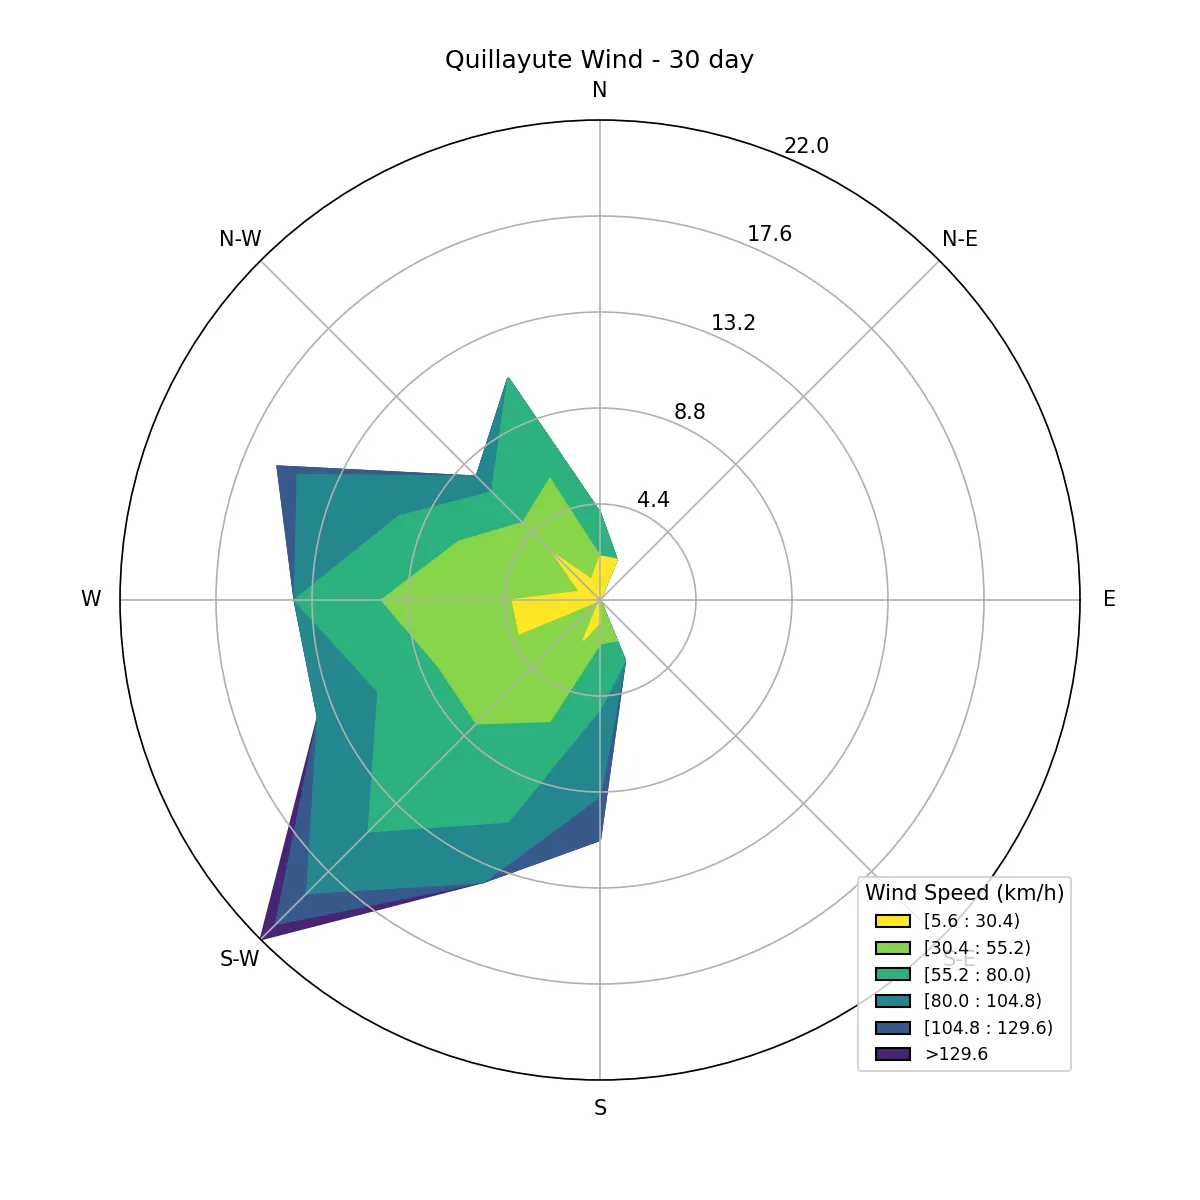 Quillayute Wind - 30 day
N
22.0
N-W
17.6
N-E
13.2
8.8
4.4
W
E
S-W
S-E
S
Wind Speed (km/h)
[5.6 : 30.4)
[30.4 : 55.2)
[55.2 : 80.0)
[80.0 : 104.8)
[104.8 : 129.6)
>129.6